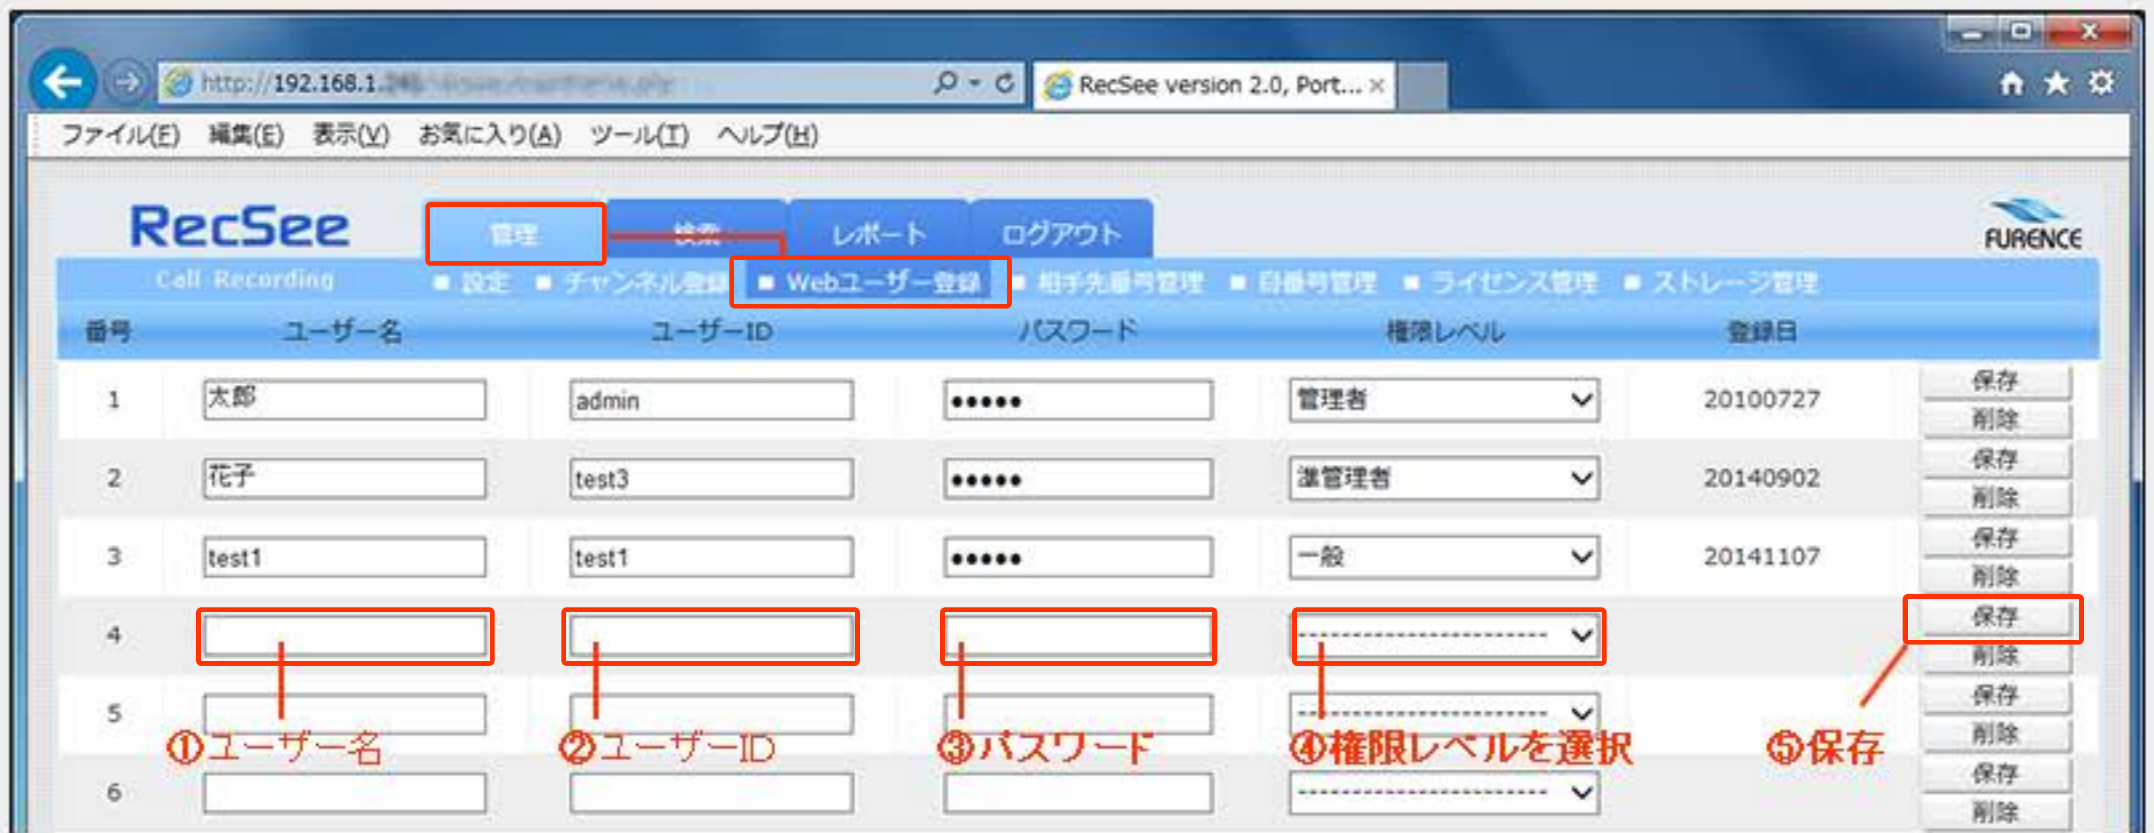 http://192.168.1.
RecSee version 2.0, Port...
ファイル(F) 編集(E) 表示(V) お気に入り(A) ツール(T) ヘルプ(H)
RecSee 管理 検索 レポート ログアウト FURENCE
Call Recording ■ 設定 ■ チャンネル登録 ■ Webユーザー登録 ■ 相手先番号管理 ■ 自番号管理 ■ ライセンス管理 ■ ストレージ管理
番号 ユーザー名 ユーザーID パスワード 権限レベル 登録日
1 太郎 admin ●●●●● 管理者 20100727 保存
削除
2 花子 test3 ●●●●● 準管理者 20140902 保存
削除
3 test1 test1 ●●●●● 一般 20141107 保存
削除
4 ----------------------- 保存
削除
5 ----------------------- 保存
削除
①ユーザー名 ②ユーザーID ③パスワード ④権限レベルを選択 ⑤保存
6 ----------------------- 保存
削除